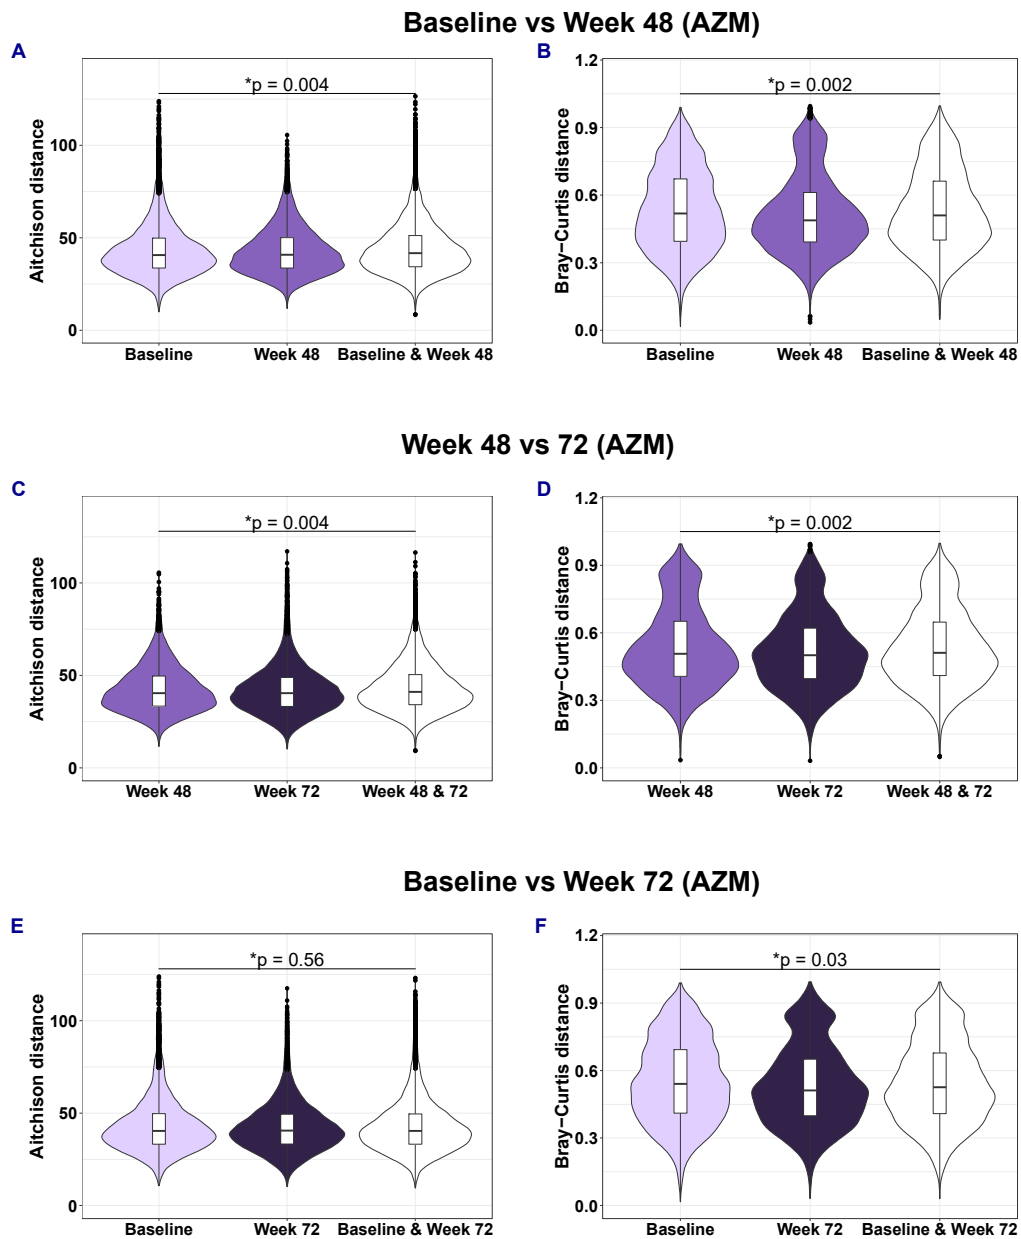 Baseline vs Week 48 (AZM)
A
*p = 0.004
Aitchison distance
100
50
0
Baseline Week 48 Baseline & Week 48
B
*p = 0.002
Bray−Curtis distance
1.2
0.9
0.6
0.3
0.0
Baseline Week 48 Baseline & Week 48
Week 48 vs 72 (AZM)
C
*p = 0.004
Aitchison distance
100
50
0
Week 48 Week 72 Week 48 & 72
D
*p = 0.002
Bray−Curtis distance
1.2
0.9
0.6
0.3
0.0
Week 48 Week 72 Week 48 & 72
Baseline vs Week 72 (AZM)
E
*p = 0.56
Aitchison distance
100
50
0
Baseline Week 72 Baseline & Week 72
F
*p = 0.03
Bray−Curtis distance
1.2
0.9
0.6
0.3
0.0
Baseline Week 72 Baseline & Week 72